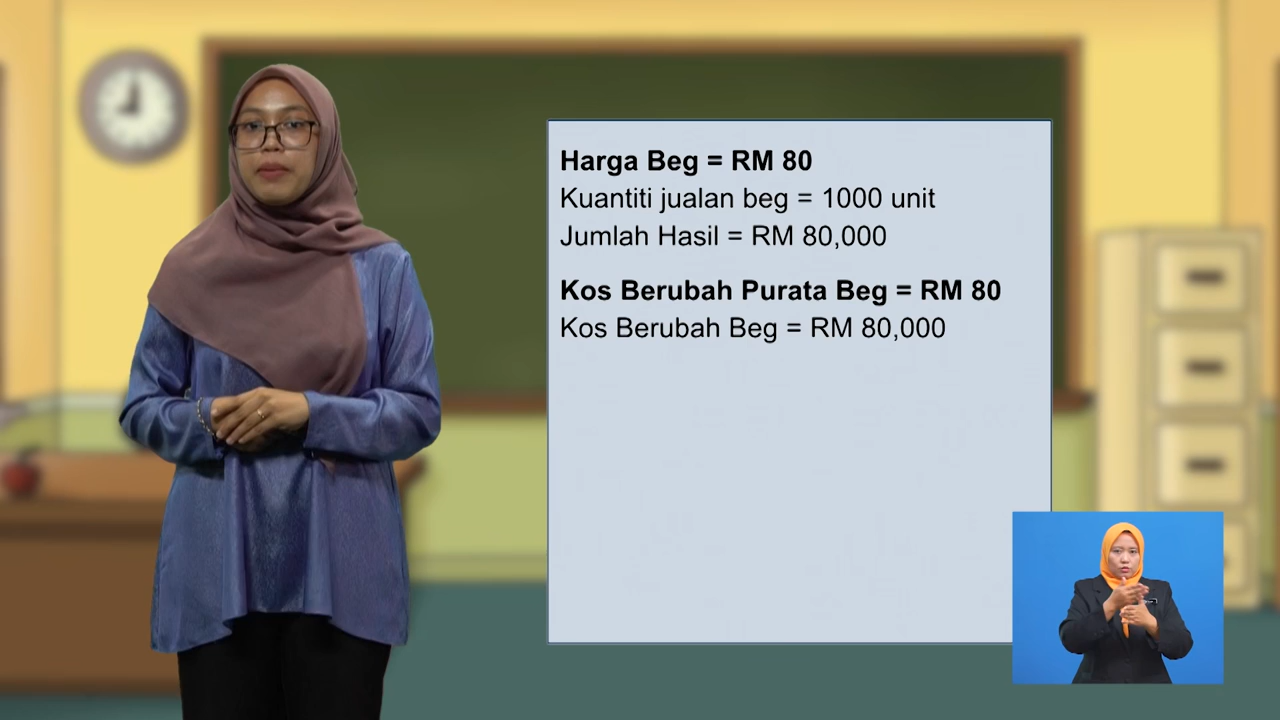 Harga Beg = RM 80
Kuantiti jualan beg = 1000 unit
Jumlah Hasil = RM 80,000
Kos Berubah Purata Beg = RM 80
Kos Berubah Beg = RM 80,000